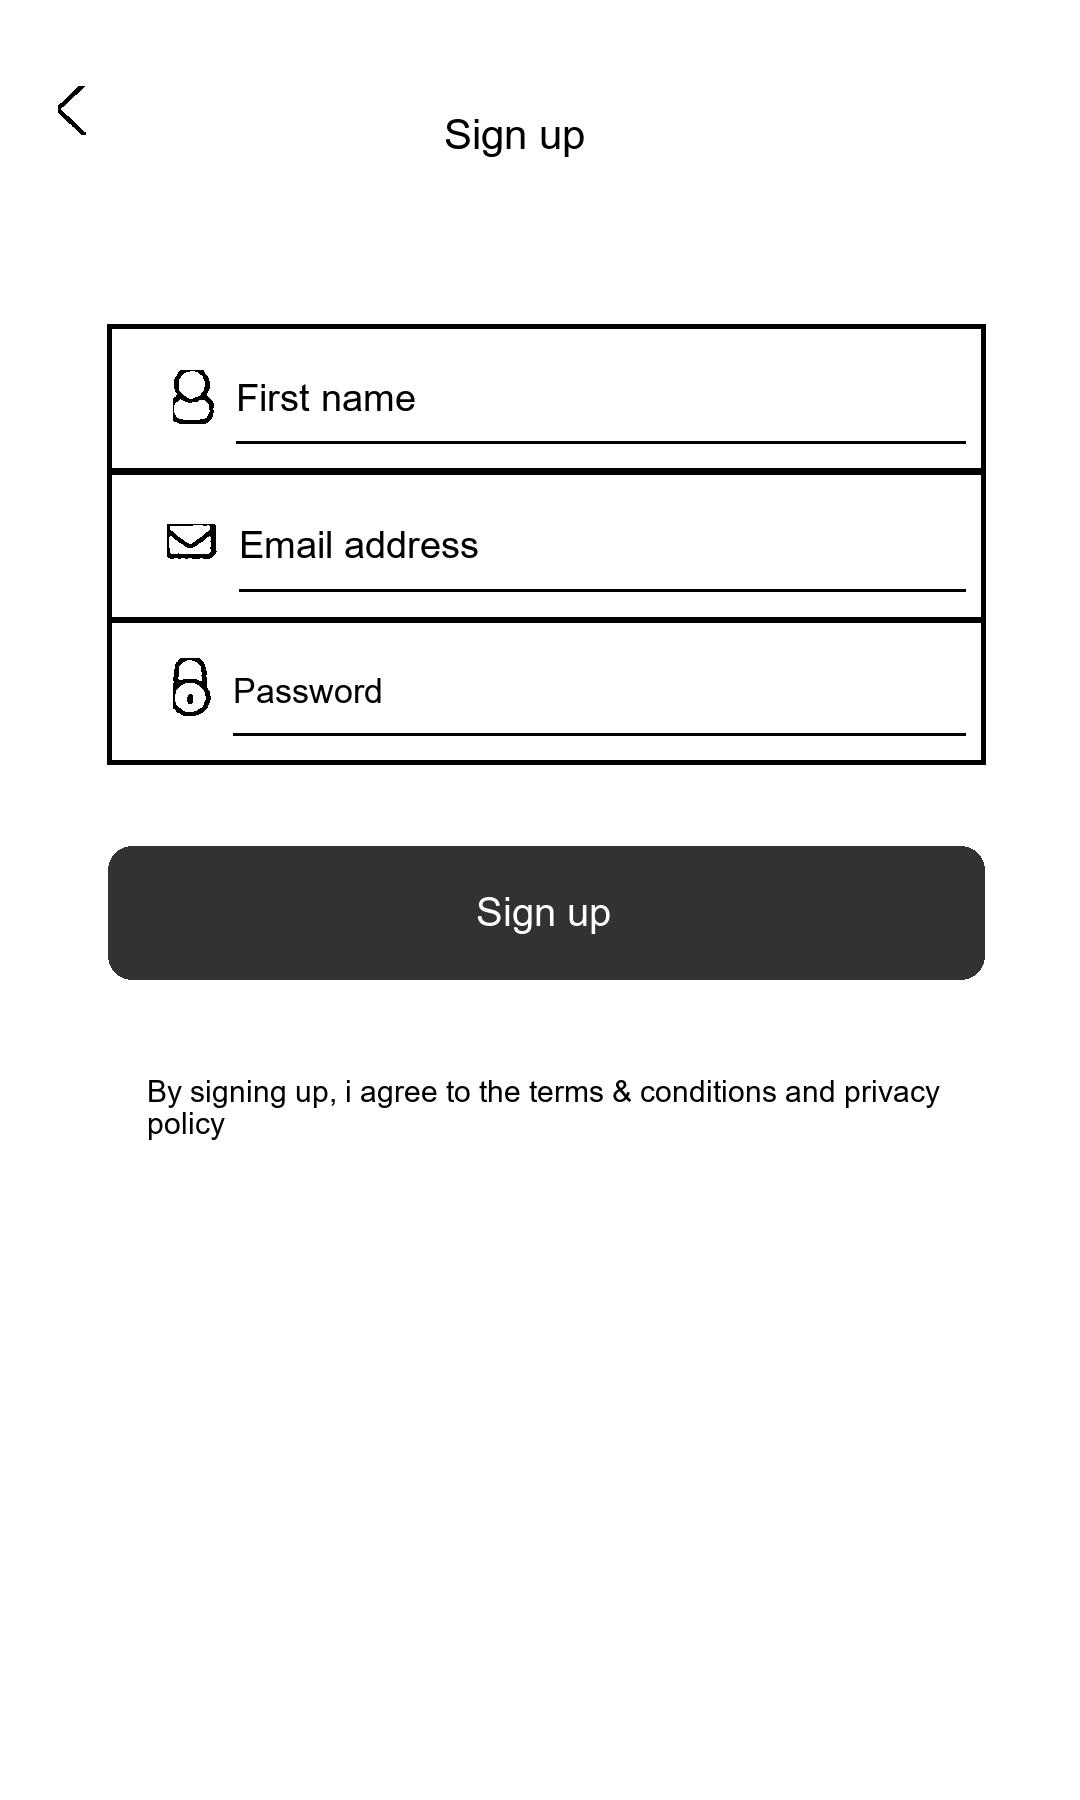 Sign up
First name
Email address
Password
Sign up
By signing up, i agree to the terms & conditions and privacy
policy